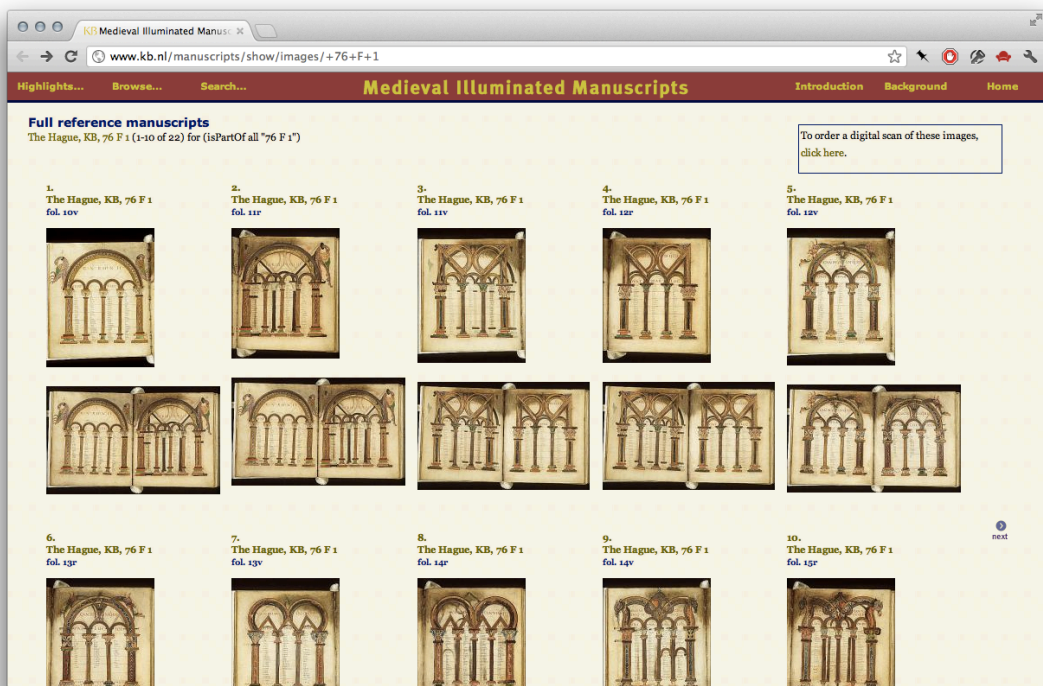 KB Medieval Illuminated Manusc
www.kb.nl/manuscripts/show/images/+76+F+1
Highlights... Browse... Search... Medieval Illuminated Manuscripts Introduction Background Home
Full reference manuscripts
The Hague, KB, 76 F 1 (1-10 of 22) for (isPartOf all "76 F 1")
To order a digital scan of these images,
click here.
1. 2. 3. 4. 5.
The Hague, KB, 76 F 1 The Hague, KB, 76 F 1 The Hague, KB, 76 F 1 The Hague, KB, 76 F 1 The Hague, KB, 76 F 1
fol. 10v fol. 11r fol. 11v fol. 12r fol. 12v
next
6. 7. 8. 9. 10.
The Hague, KB, 76 F 1 The Hague, KB, 76 F 1 The Hague, KB, 76 F 1 The Hague, KB, 76 F 1 The Hague, KB, 76 F 1
fol. 13r fol. 13v fol. 14r fol. 14v fol. 15r